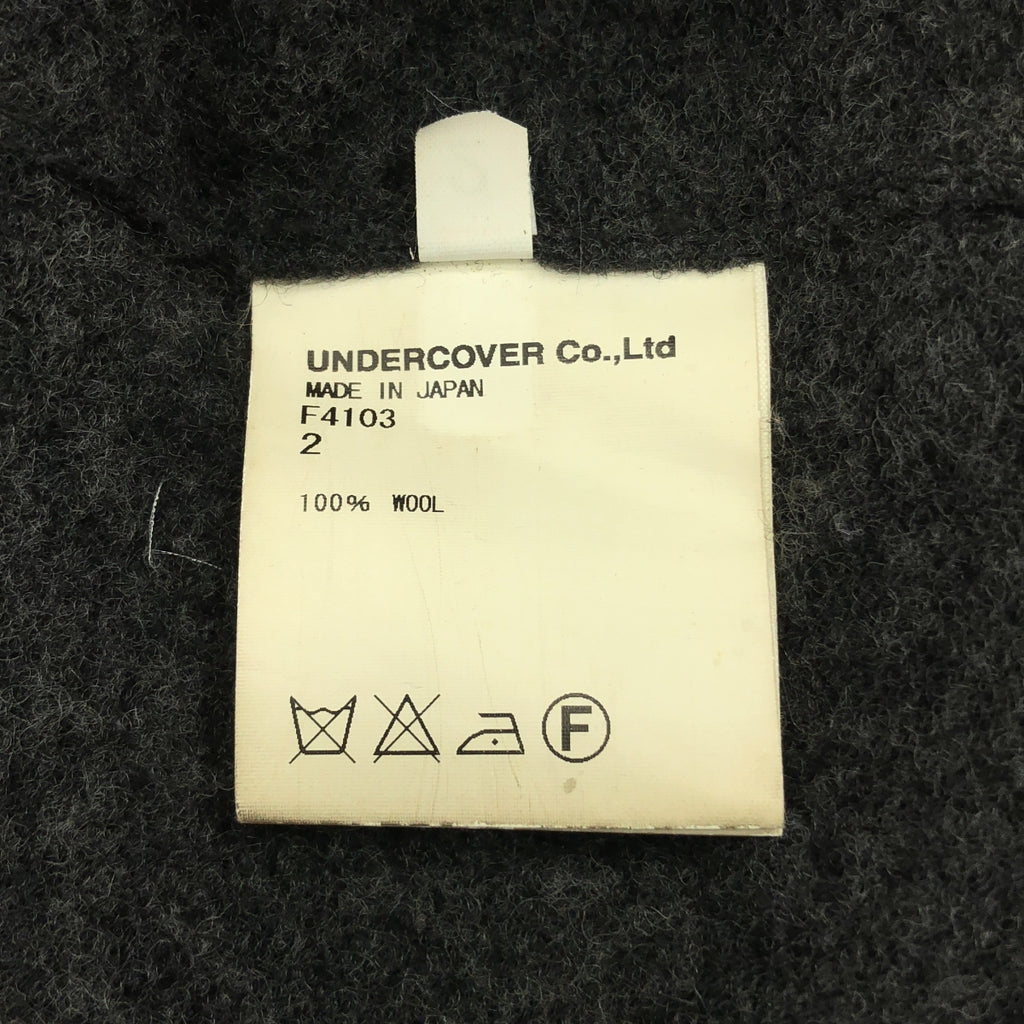 UNDERCOVER Co.,Ltd
MADE IN JAPAN
F4103
2
100% WOOL
F